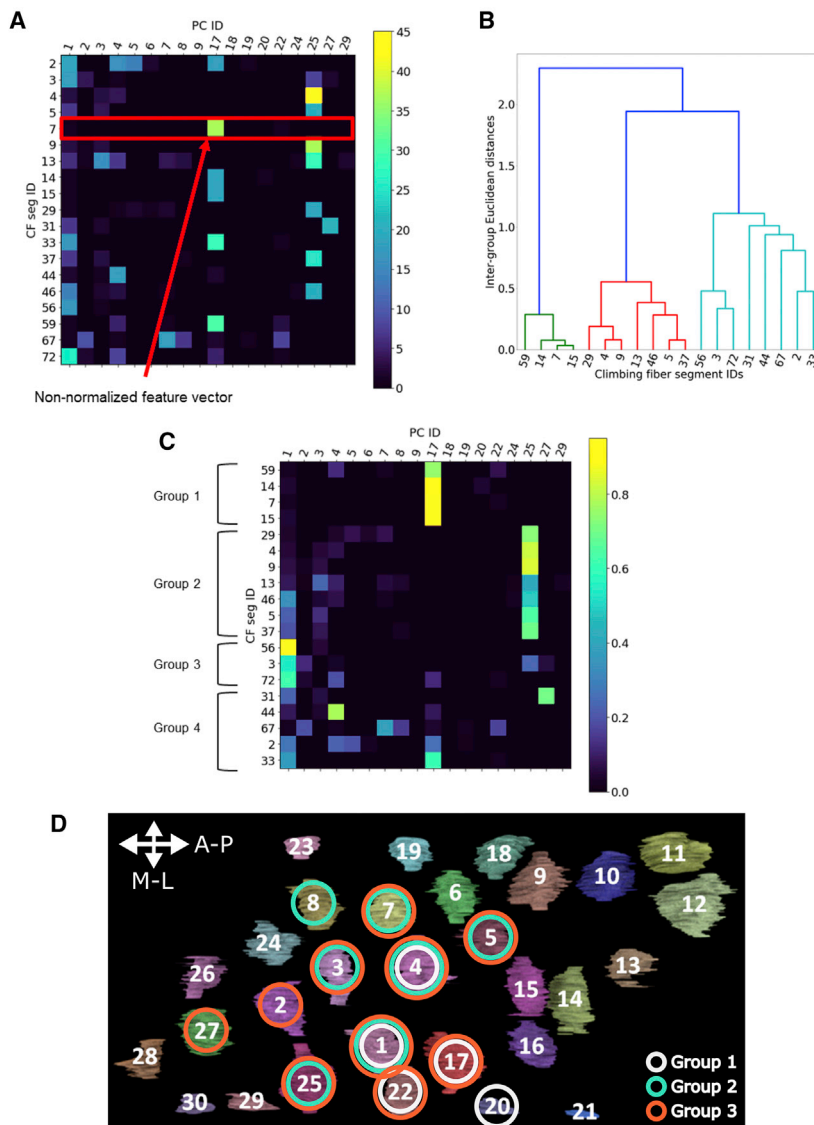 A
PC ID
1 2 3 4 5 6 7 8 9 17 18 19 20 22 24 25 27 29
CF seg ID
2
3
4
5
7
9
13
14
15
29
31
33
37
44
46
56
59
67
72
45
40
35
30
25
20
15
10
5
0
Non-normalized feature vector
B
Inter-group Euclidean distances
2.0
1.5
1.0
0.5
0.0
59 14 7 15 29 4 9 13 46 5 37 56 3 72 31 44 67 2 33
Climbing fiber segment IDs
C
PC ID
1 2 3 4 5 6 7 8 9 17 18 19 20 22 24 25 27 29
Group 1
Group 2
Group 3
Group 4
CF seg ID
59
14
7
15
29
4
9
13
46
5
37
56
3
72
31
44
67
2
33
0.8
0.6
0.4
0.2
0.0
D
A-P
M-L
23 19 18 9 10 11
8 7 6 12
24 5
26 3 4 15 14 13
2
27 1 17 16
28 25 22
30 29 20 21
Group 1
Group 2
Group 3